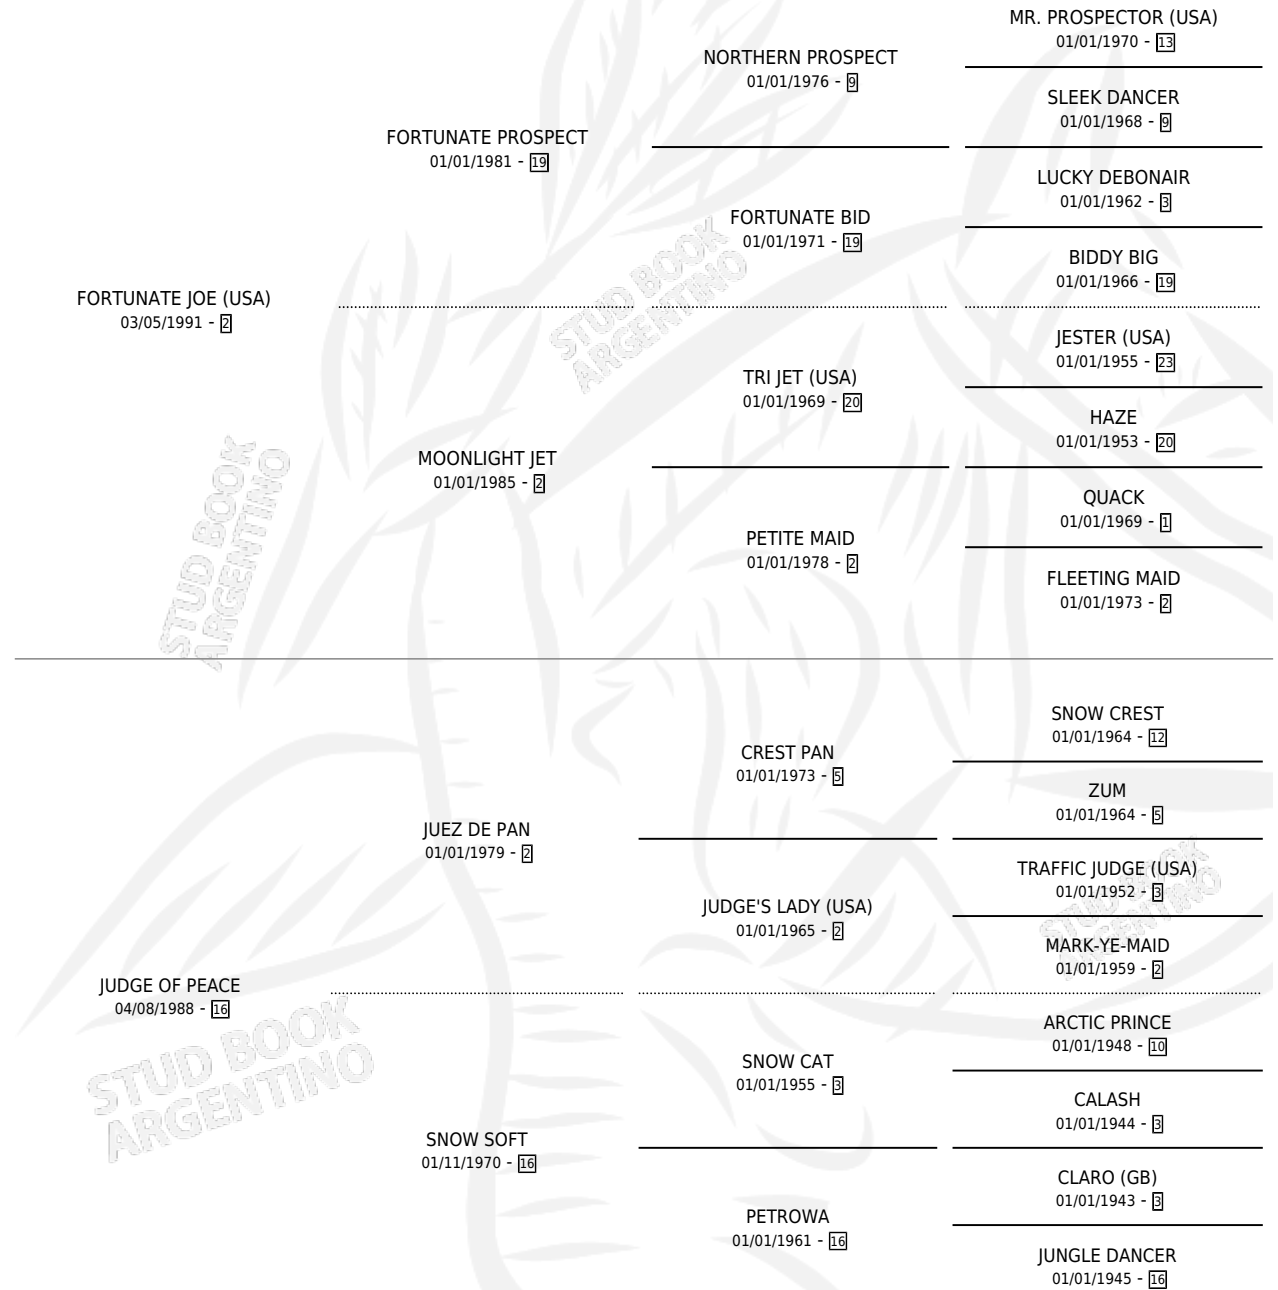 MR. PROSPECTOR (USA)
01/01/1970 - 13
NORTHERN PROSPECT
01/01/1976 - 9
SLEEK DANCER
01/01/1968 - 9
FORTUNATE PROSPECT
01/01/1981 - 19
LUCKY DEBONAIR
01/01/1962 - 3
FORTUNATE BID
01/01/1971 - 19
BIDDY BIG
01/01/1966 - 19
FORTUNATE JOE (USA)
03/05/1991 - 2
STUD BOOK
ARGENTINO
JESTER (USA)
01/01/1955 - 23
TRI JET (USA)
01/01/1969 - 20
HAZE
01/01/1953 - 20
MOONLIGHT JET
01/01/1985 - 2
QUACK
01/01/1969 - 1
PETITE MAID
01/01/1978 - 2
FLEETING MAID
01/01/1973 - 2
STUD BOOK
ARGENTINO
SNOW CREST
01/01/1964 - 12
CREST PAN
01/01/1973 - 5
ZUM
01/01/1964 - 5
JUEZ DE PAN
01/01/1979 - 2
TRAFFIC JUDGE (USA)
01/01/1952 - 3
JUDGE'S LADY (USA)
01/01/1965 - 2
MARK-YE-MAID
01/01/1959 - 2
STUD BOOK
ARGENTINO
JUDGE OF PEACE
04/08/1988 - 16
ARCTIC PRINCE
01/01/1948 - 10
SNOW CAT
01/01/1955 - 3
CALASH
01/01/1944 - 3
STUD BOOK
ARGENTINO
SNOW SOFT
01/11/1970 - 16
CLARO (GB)
01/01/1943 - 3
PETROWA
01/01/1961 - 16
JUNGLE DANCER
01/01/1945 - 16